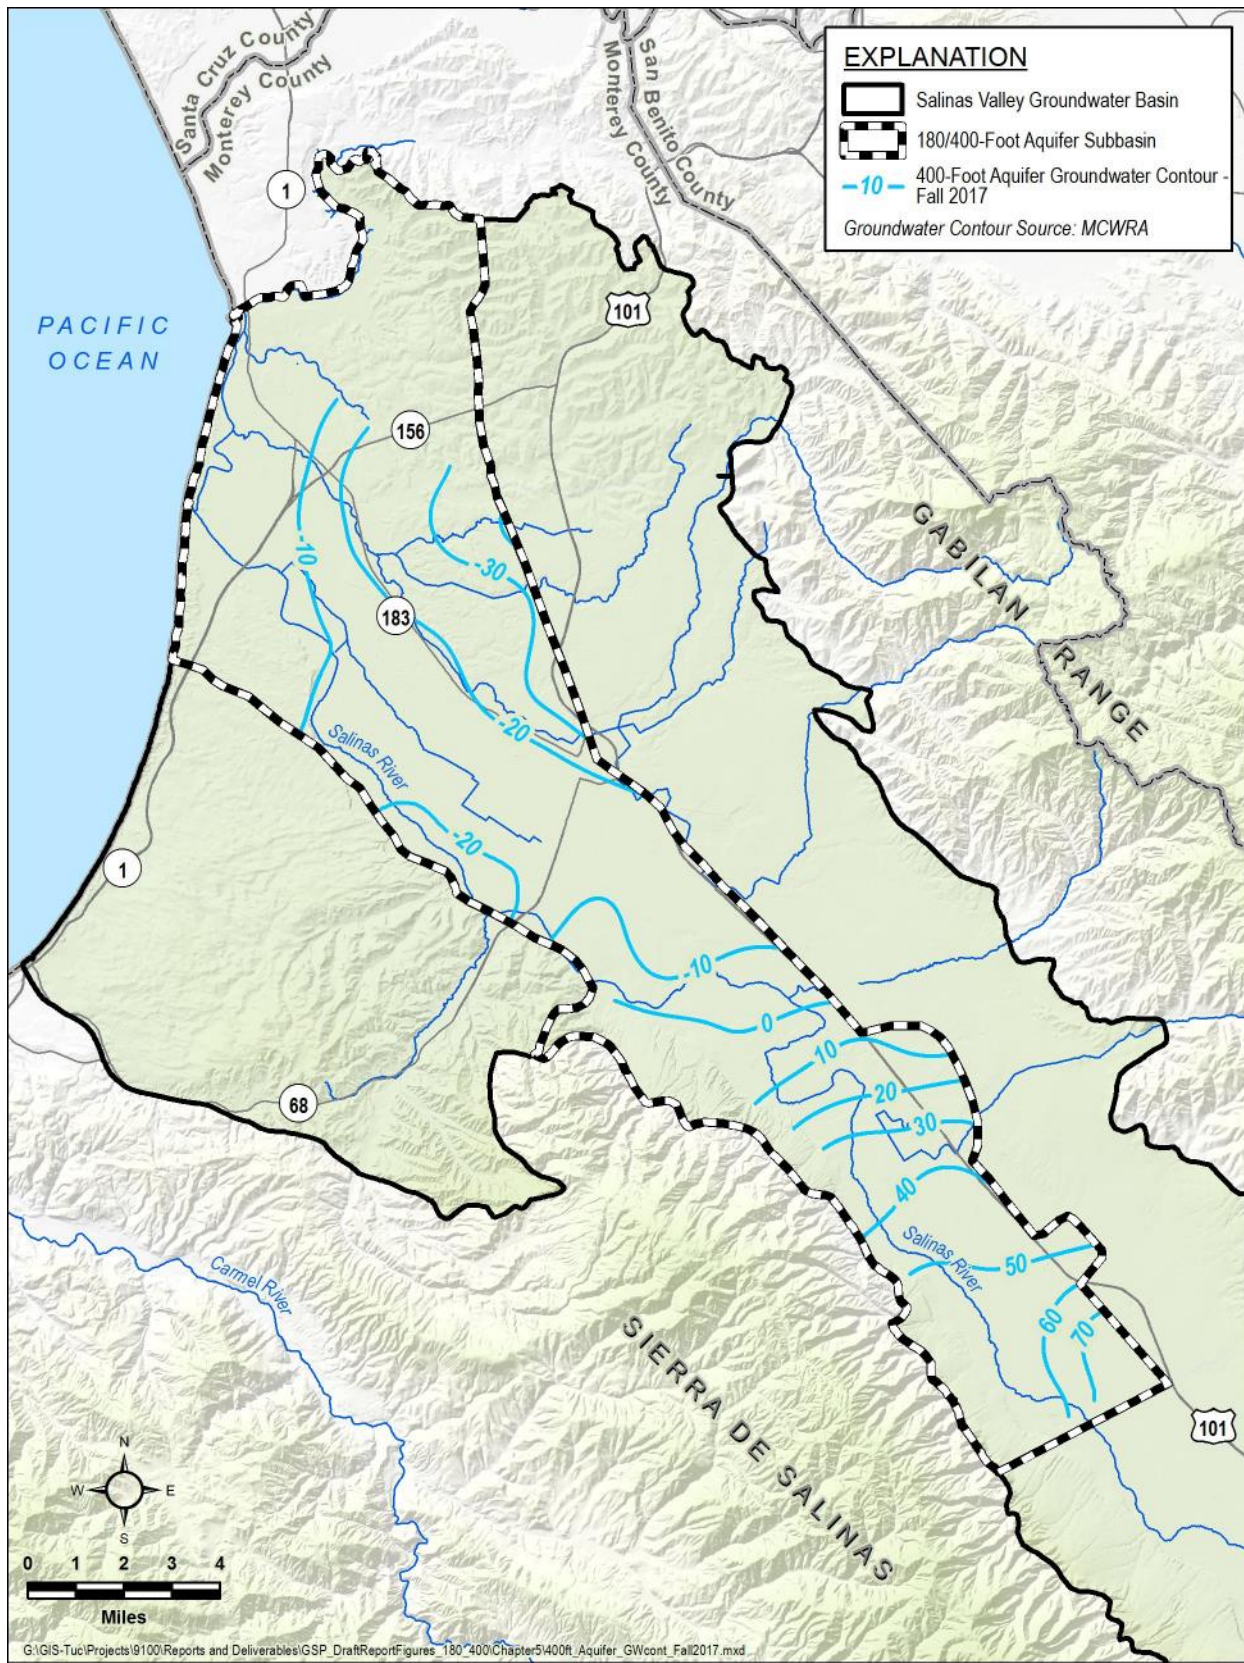 EXPLANATION
Salinas Valley Groundwater Basin
180/400-Foot Aquifer Subbasin
-10
400-Foot Aquifer Groundwater Contour -
Fall 2017
Groundwater Contour Source: MCWRA
Santa Cruz County
Monterey County
San Benito County
Monterey County
1
101
PACIFIC
OCEAN
156
GABILAN
RANGE
-10
-30
183
-20
Salinas River
-20
1
-10
0
10
20
30
68
40
Salinas River
50
60
70
Carmel River
SIERRA DE SALINAS
101
N
W
E
S
0 1 2 3 4
Miles
G:\GIS-Tuc\Projects\9100\Reports and Deliverables\GSP_DraftReportFigures_180_400\Chapter5\400ft_Aquifer_GWcont_Fall2017.mxd